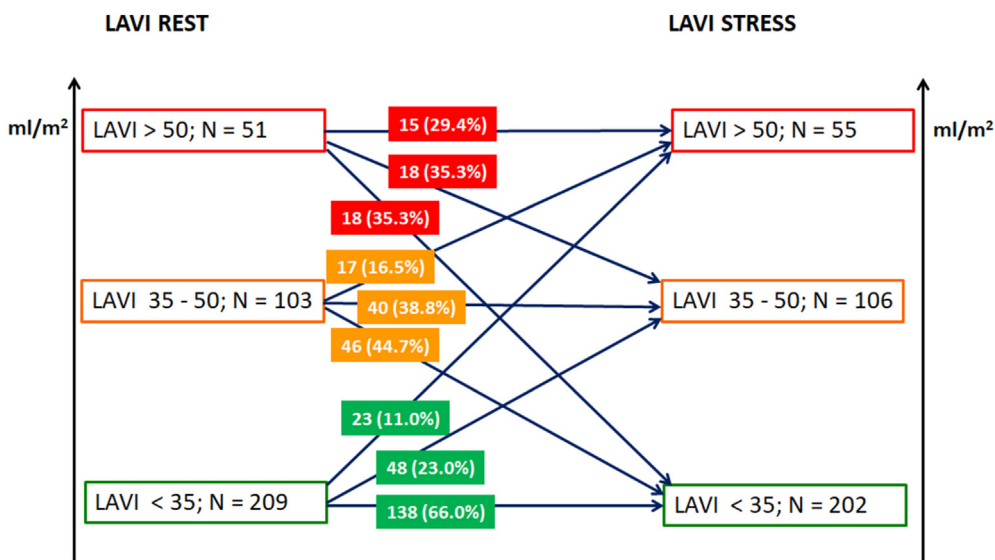 LAVI REST
LAVI STRESS
ml/m²
LAVI > 50; N = 51
15 (29.4%)
LAVI > 50; N = 55
ml/m²
18 (35.3%)
18 (35.3%)
17 (16.5%)
LAVI 35 - 50; N = 103
40 (38.8%)
LAVI 35 - 50; N = 106
46 (44.7%)
23 (11.0%)
48 (23.0%)
LAVI < 35; N = 209
138 (66.0%)
LAVI < 35; N = 202